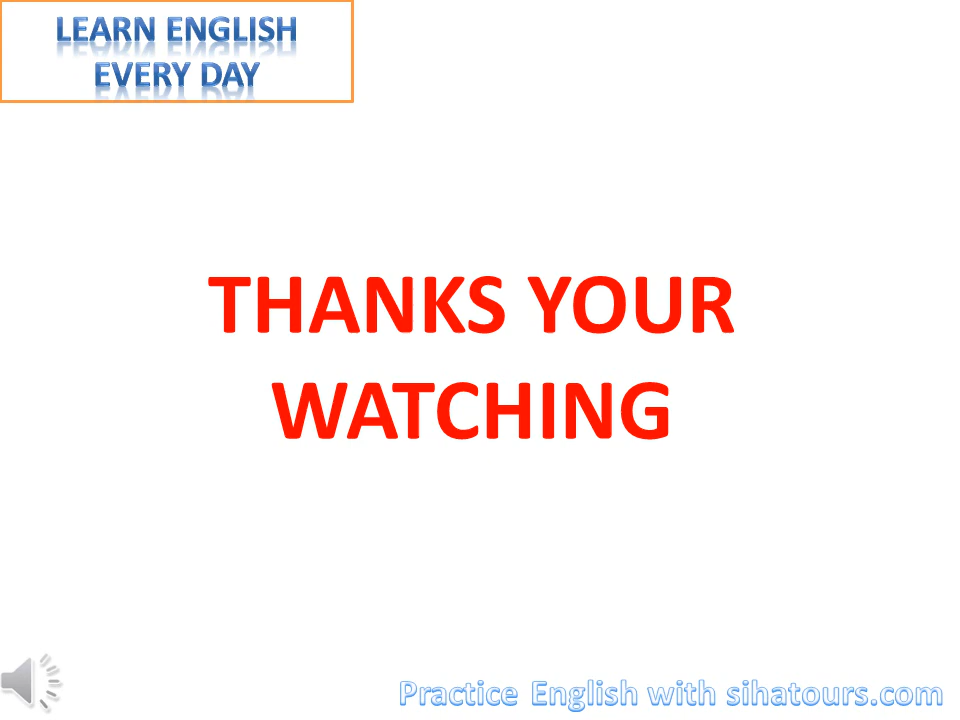 LEARN ENGLISH
EVERY DAY
THANKS YOUR
WATCHING
Practice English with sihatours.com